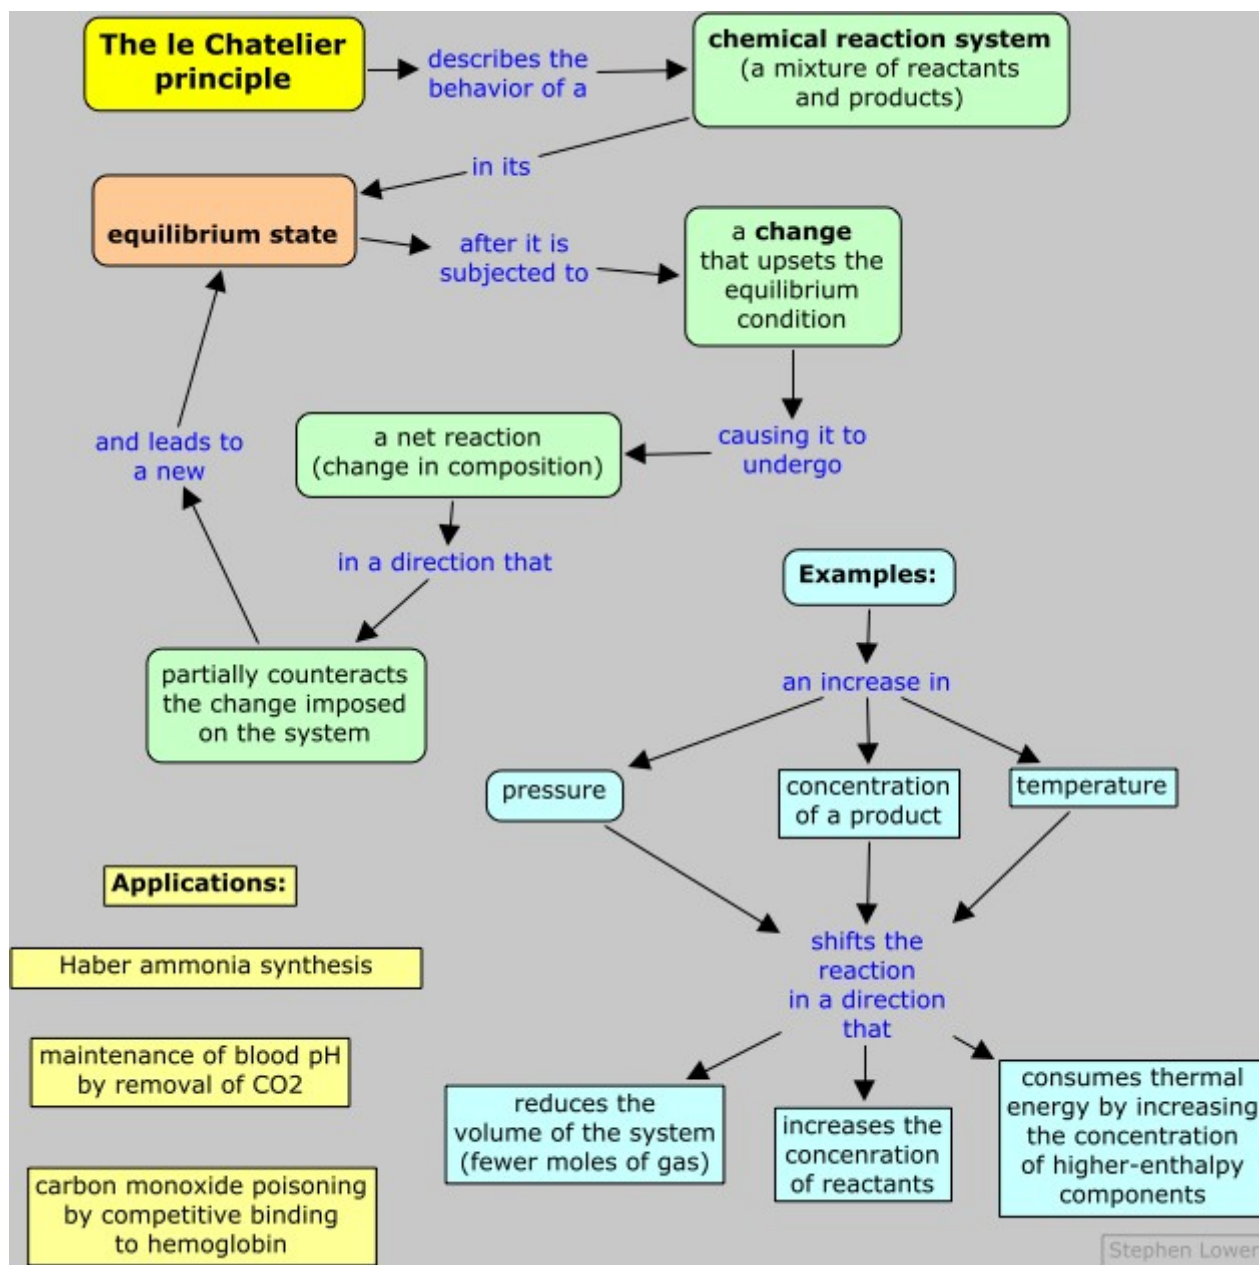 The le Chatelier
principle
describes the
behavior of a
chemical reaction system
(a mixture of reactants
and products)
in its
equilibrium state
after it is
subjected to
a change
that upsets the
equilibrium
condition
causing it to
undergo
a net reaction
(change in composition)
in a direction that
partially counteracts
the change imposed
on the system
and leads to
a new
Examples:
an increase in
pressure
concentration
of a product
temperature
shifts the
reaction
in a direction
that
reduces the
volume of the system
(fewer moles of gas)
increases the
concenration
of reactants
consumes thermal
energy by increasing
the concentration
of higher-enthalpy
components
Applications:
Haber ammonia synthesis
maintenance of blood pH
by removal of CO2
carbon monoxide poisoning
by competitive binding
to hemoglobin
Stephen Lower